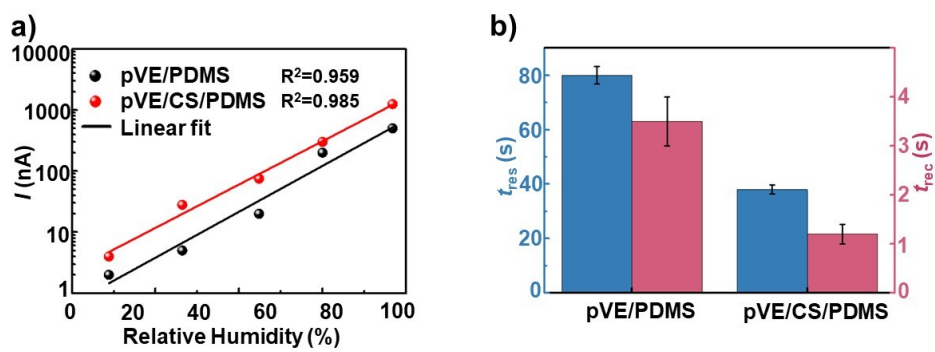 a)
10000
1000
100
10
1
I (nA)
pVE/PDMS R²=0.959
pVE/CS/PDMS R²=0.985
Linear fit
0 20 40 60 80 100
Relative Humidity (%)
b)
80
60
40
20
0
tres (s)
4
3
2
1
0
trec (s)
pVE/PDMS pVE/CS/PDMS